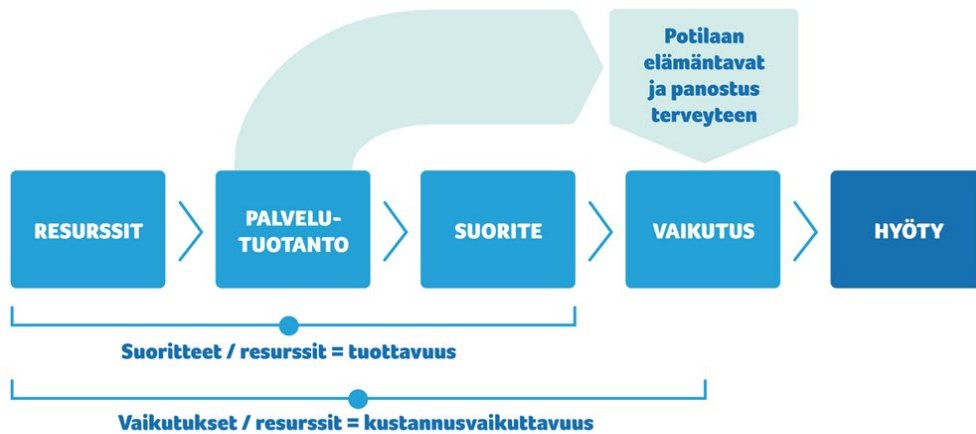 Potilaan
elämäntavat
ja panostus
terveyteen
RESURSSIT
PALVELU-
TUOTANTO
SUORITE
VAIKUTUS
HYÖTY
Suoritteet / resurssit = tuottavuus
Vaikutukset / resurssit = kustannusvaikuttavuus